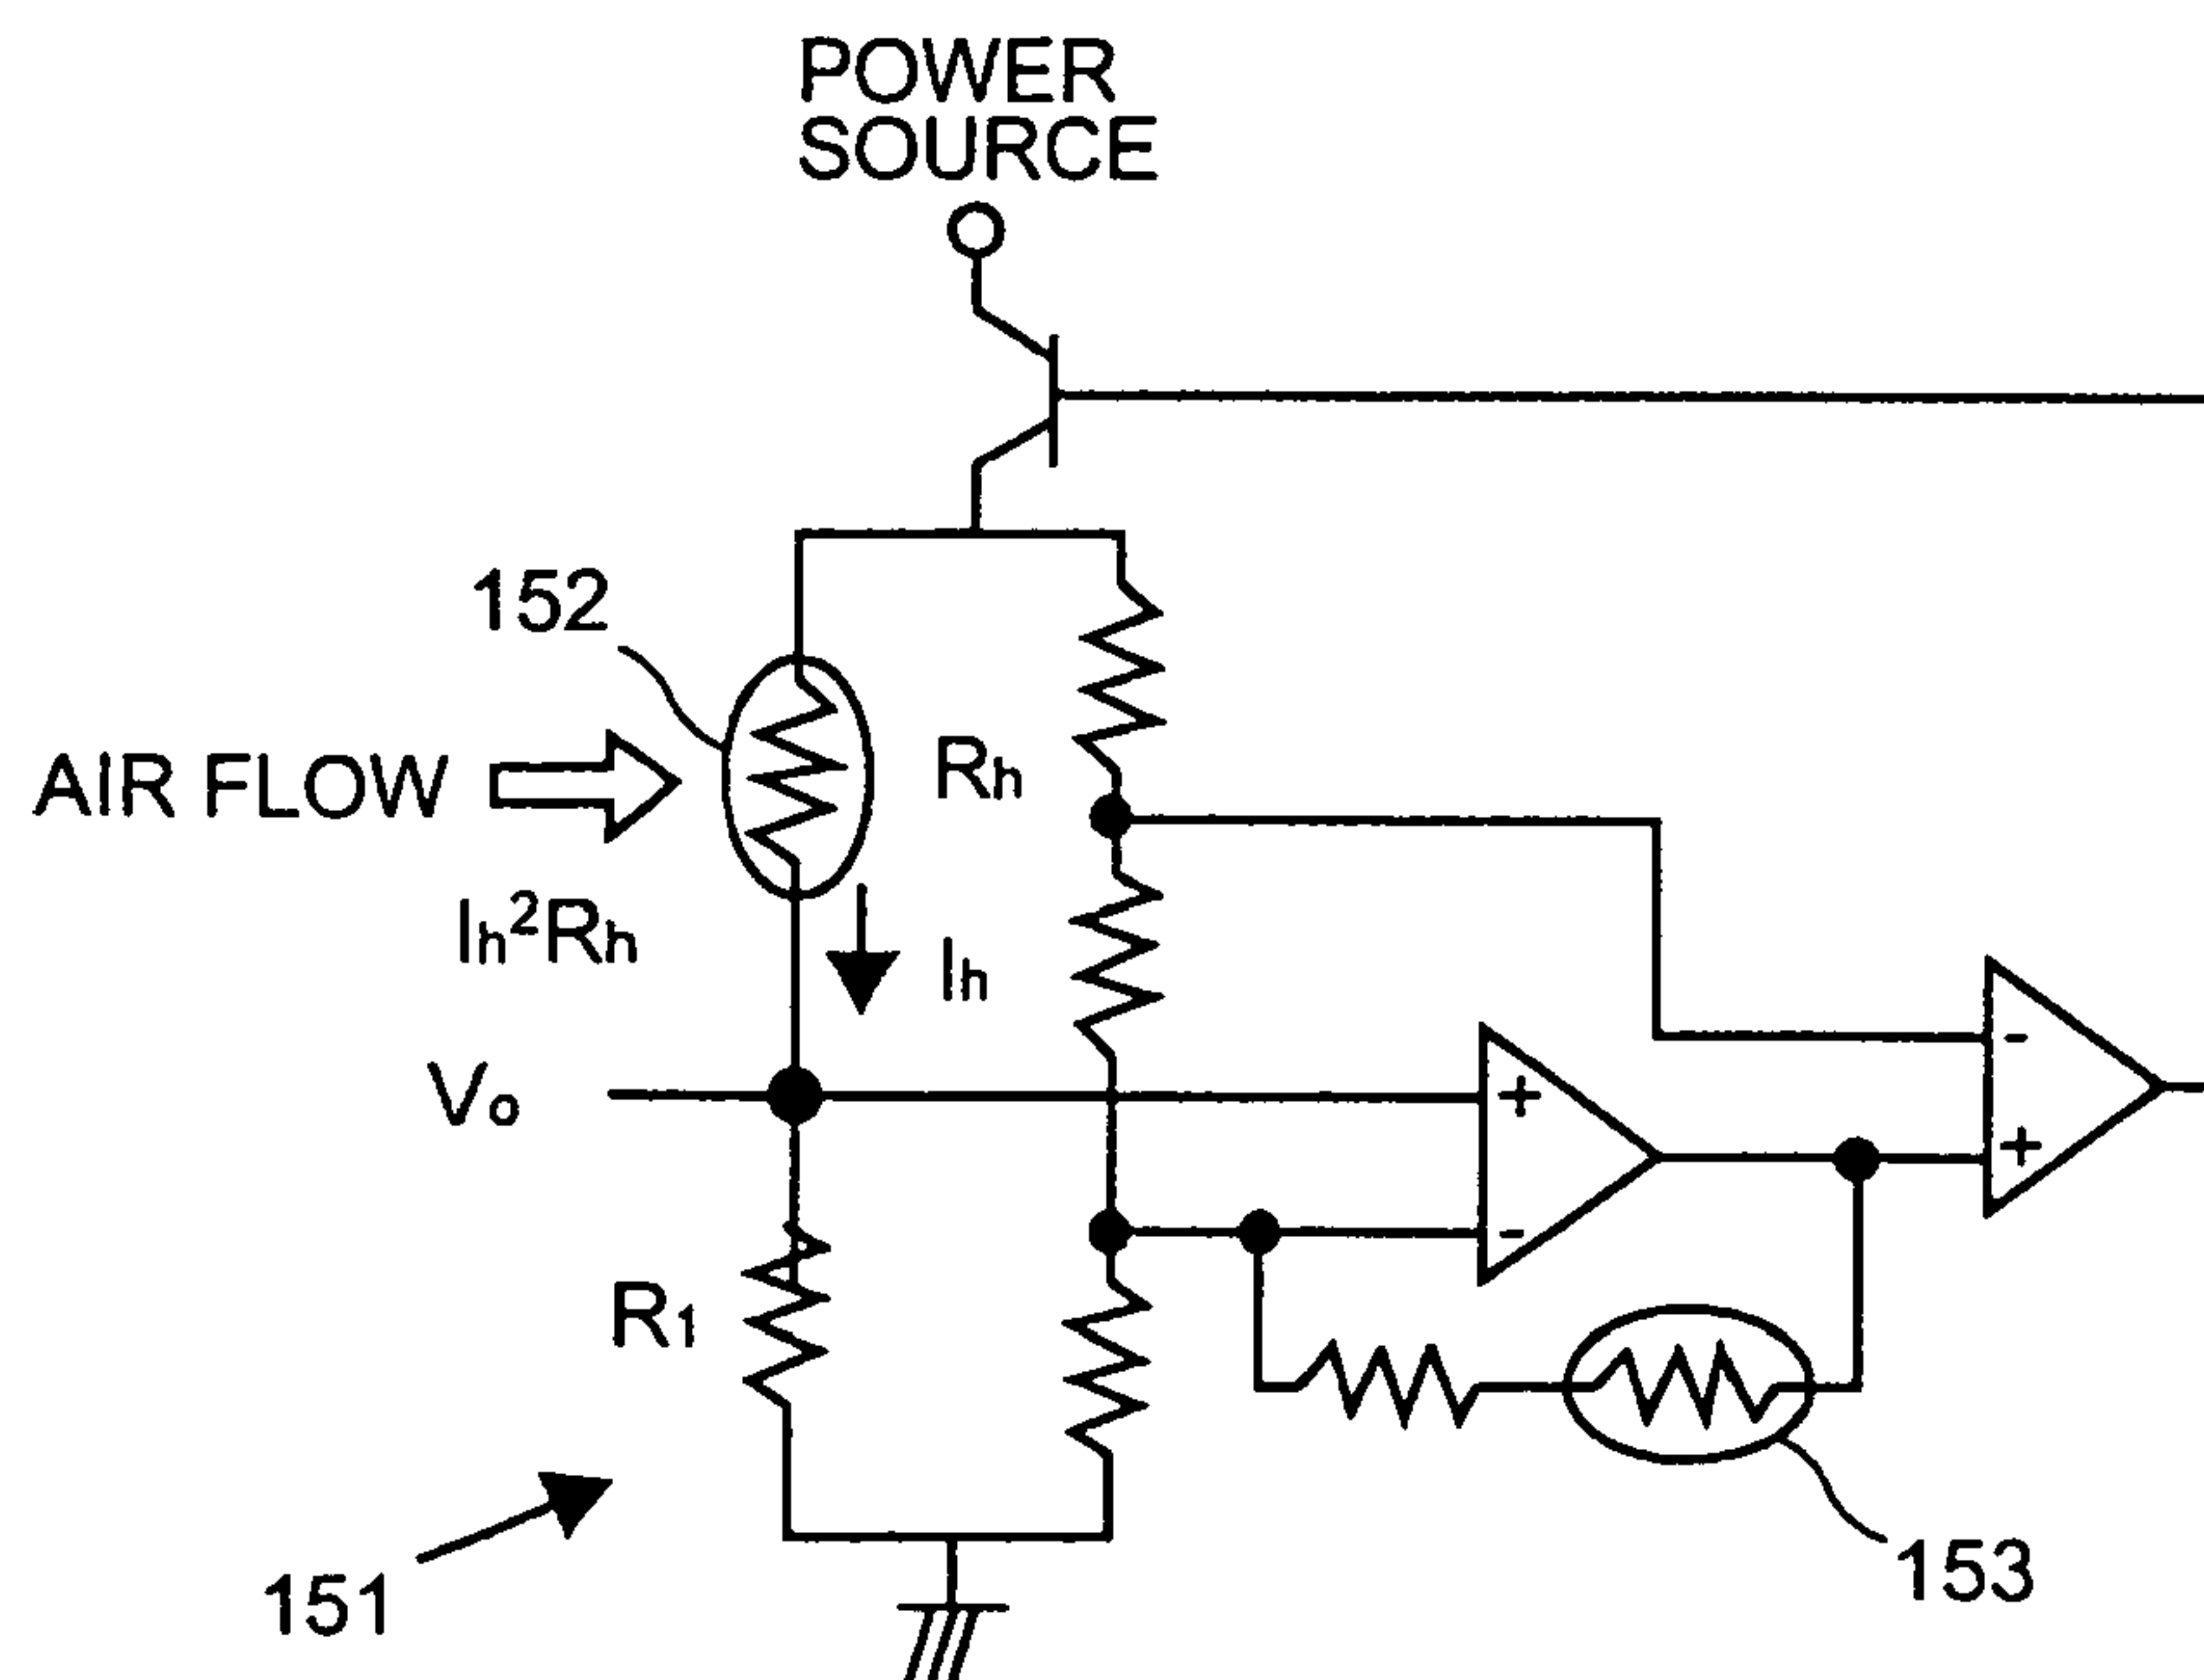 POWER
SOURCE
152
AIR FLOW
Rh
Ih²Rh
Ih
Vo
+
-
-
+
R1
151
153